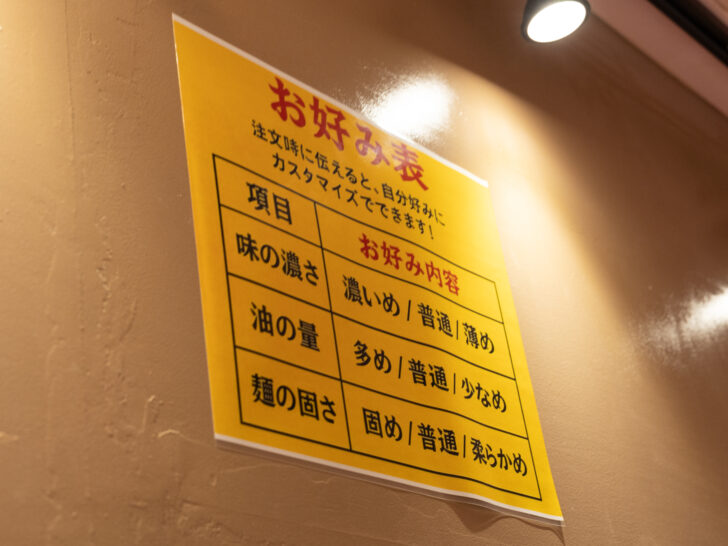 お好み表
注文時に伝えると、自分好みに
カスタマイズでできます！
項目 お好み内容
味の濃さ 濃いめ / 普通 / 薄め
油の量 多め / 普通 / 少なめ
麺の固さ 固め / 普通 / 柔らかめ